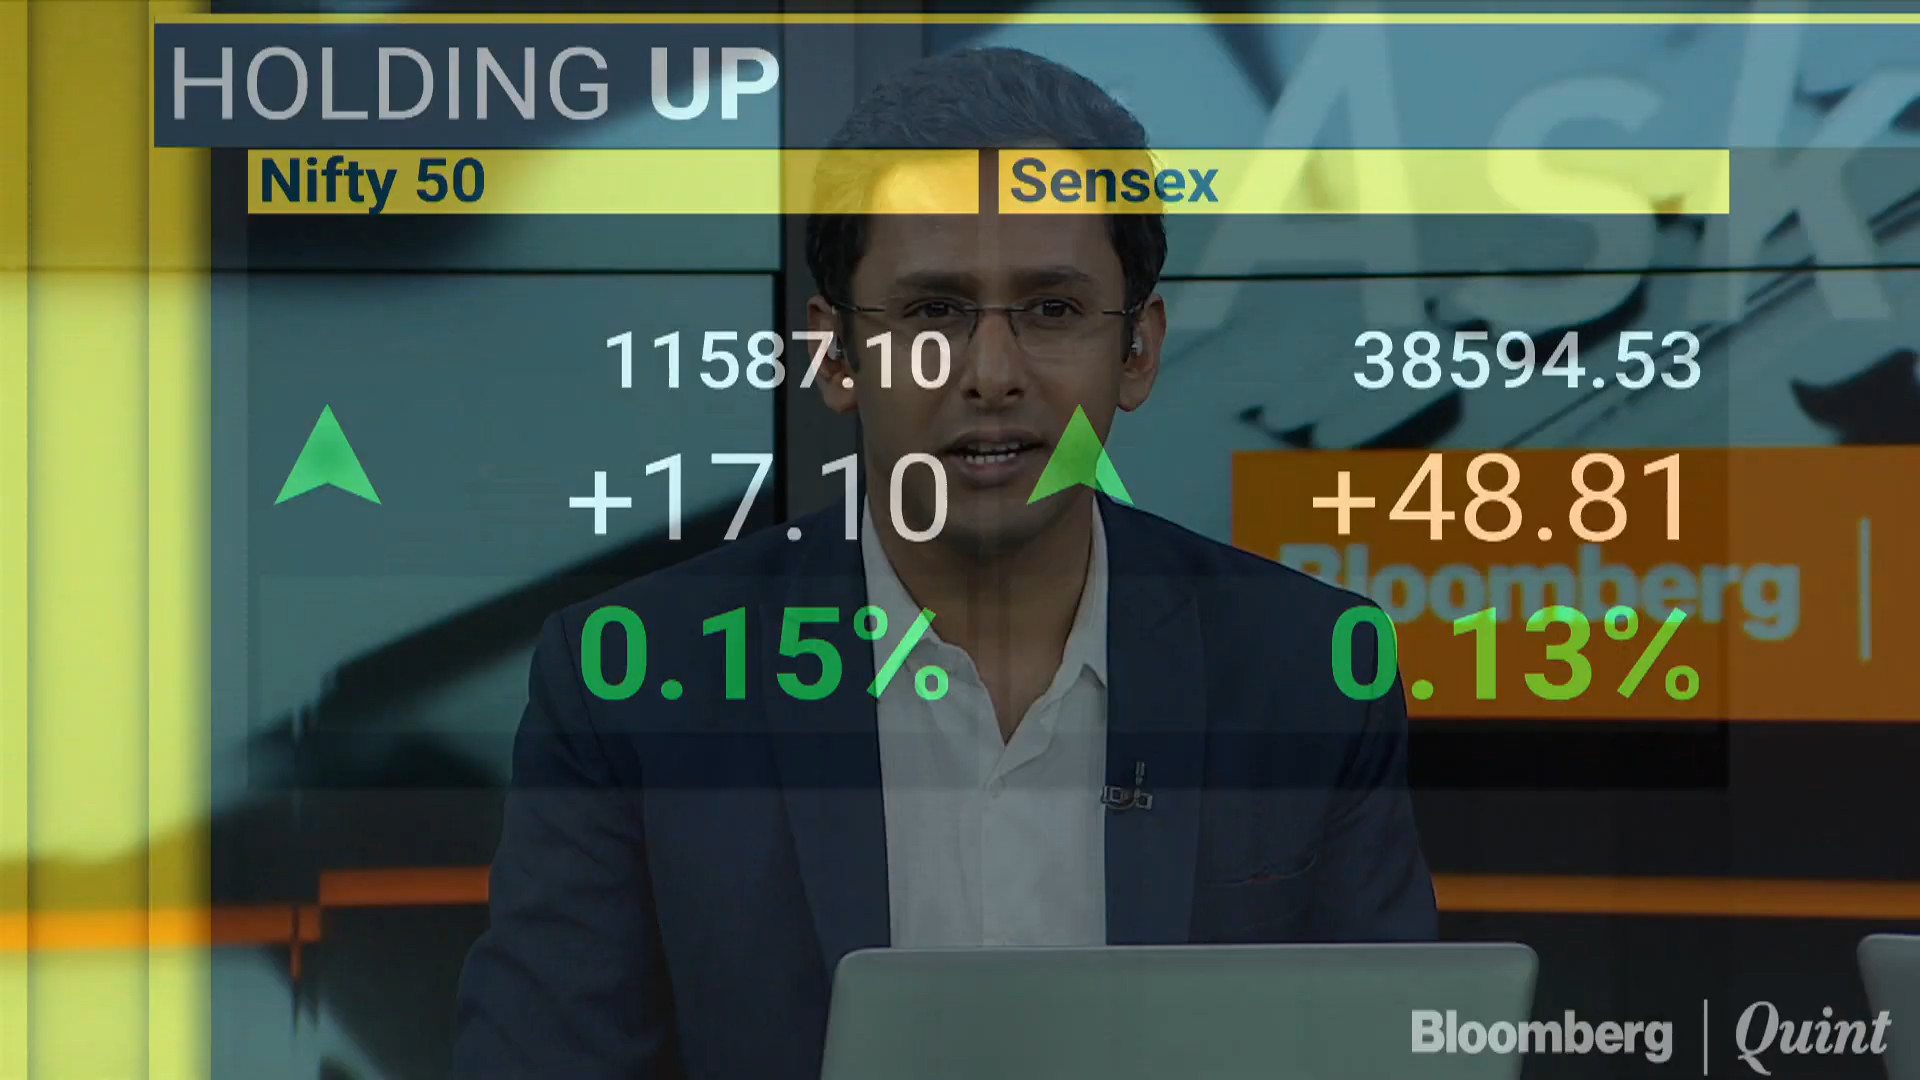 HOLDING UP
Nifty 50
Sensex
11587.10
38594.53
+17.10
+48.81
0.15%
0.13%
Ask
Bloomberg
Bloomberg | Quint